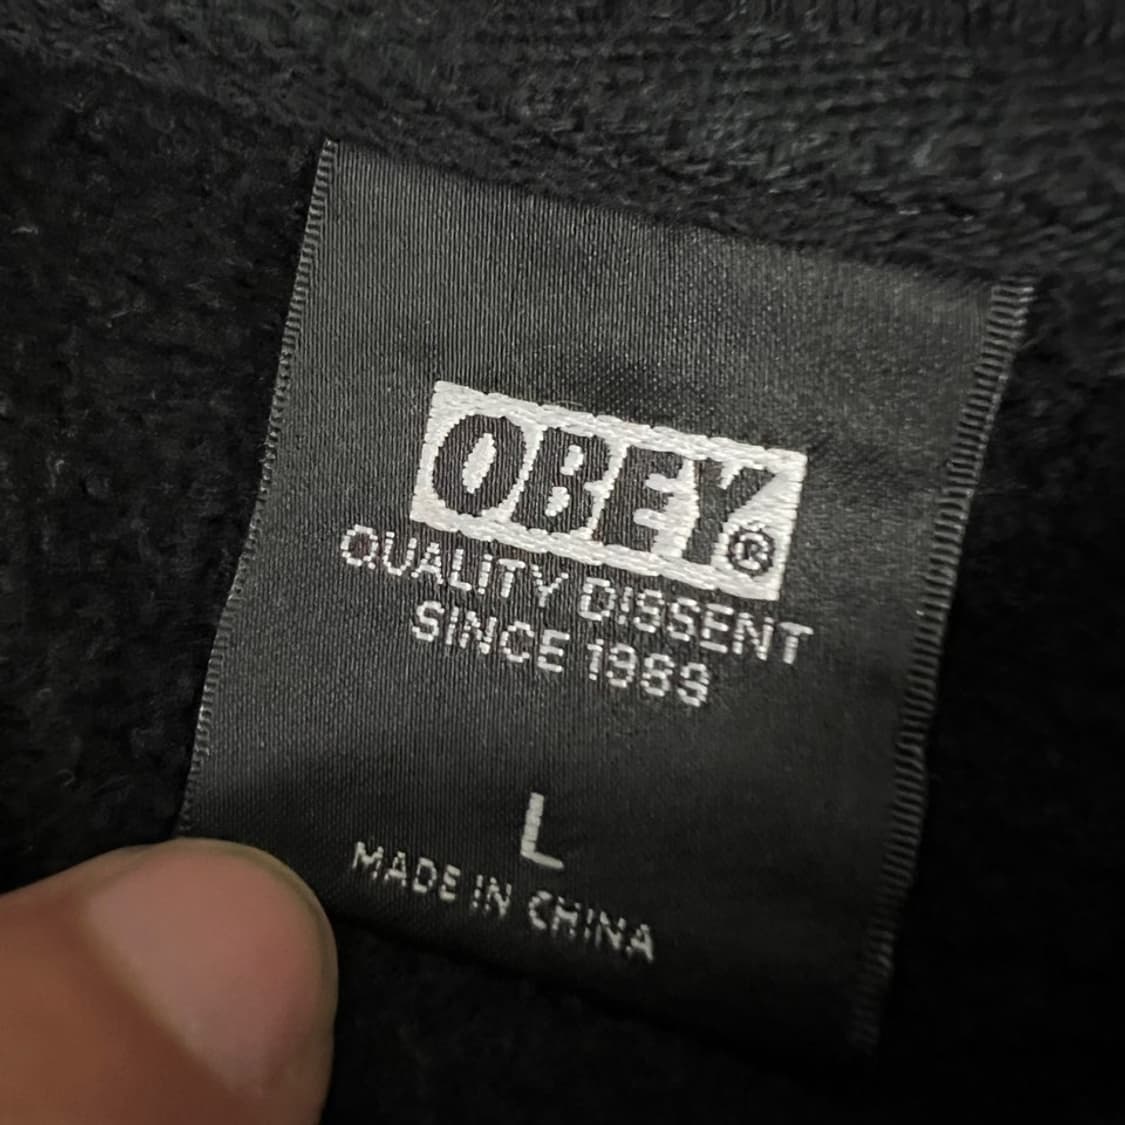 OBEY®
QUALITY DISSENT
SINCE 1989
L
MADE IN CHINA